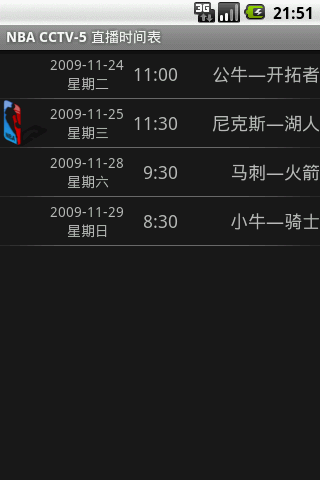 3G 21:51
NBA CCTV-5 直播时间表
2009-11-24
星期二
11:00
公牛—开拓者
2009-11-25
星期三
11:30
尼克斯—湖人
2009-11-28
星期六
9:30
马刺—火箭
2009-11-29
星期日
8:30
小牛—骑士
NBA